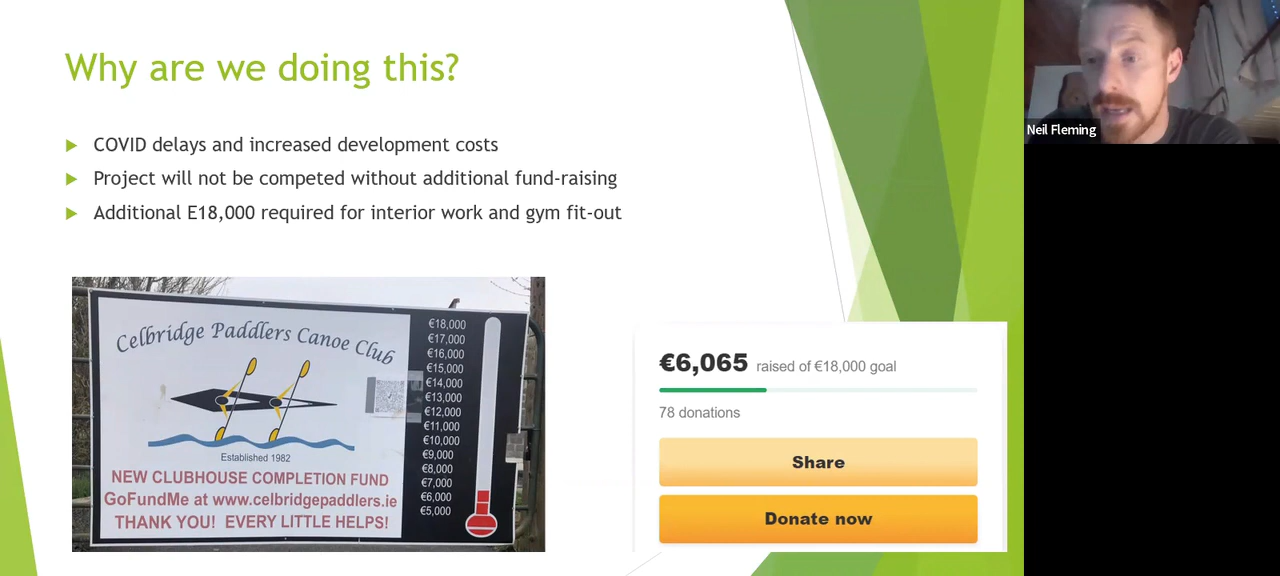 Why are we doing this?
COVID delays and increased development costs
Project will not be competed without additional fund-raising
Additional E18,000 required for interior work and gym fit-out
Celbridge Paddlers Canoe Club
Established 1982
NEW CLUBHOUSE COMPLETION FUND
GoFundMe at www.celbridgepaddlers.ie
THANK YOU! EVERY LITTLE HELPS!
€18,000
€17,000
€16,000
€15,000
€14,000
€13,000
€12,000
€11,000
€10,000
€9,000
€8,000
€7,000
€6,000
€5,000
€6,065 raised of €18,000 goal
78 donations
Share
Donate now
Neil Fleming